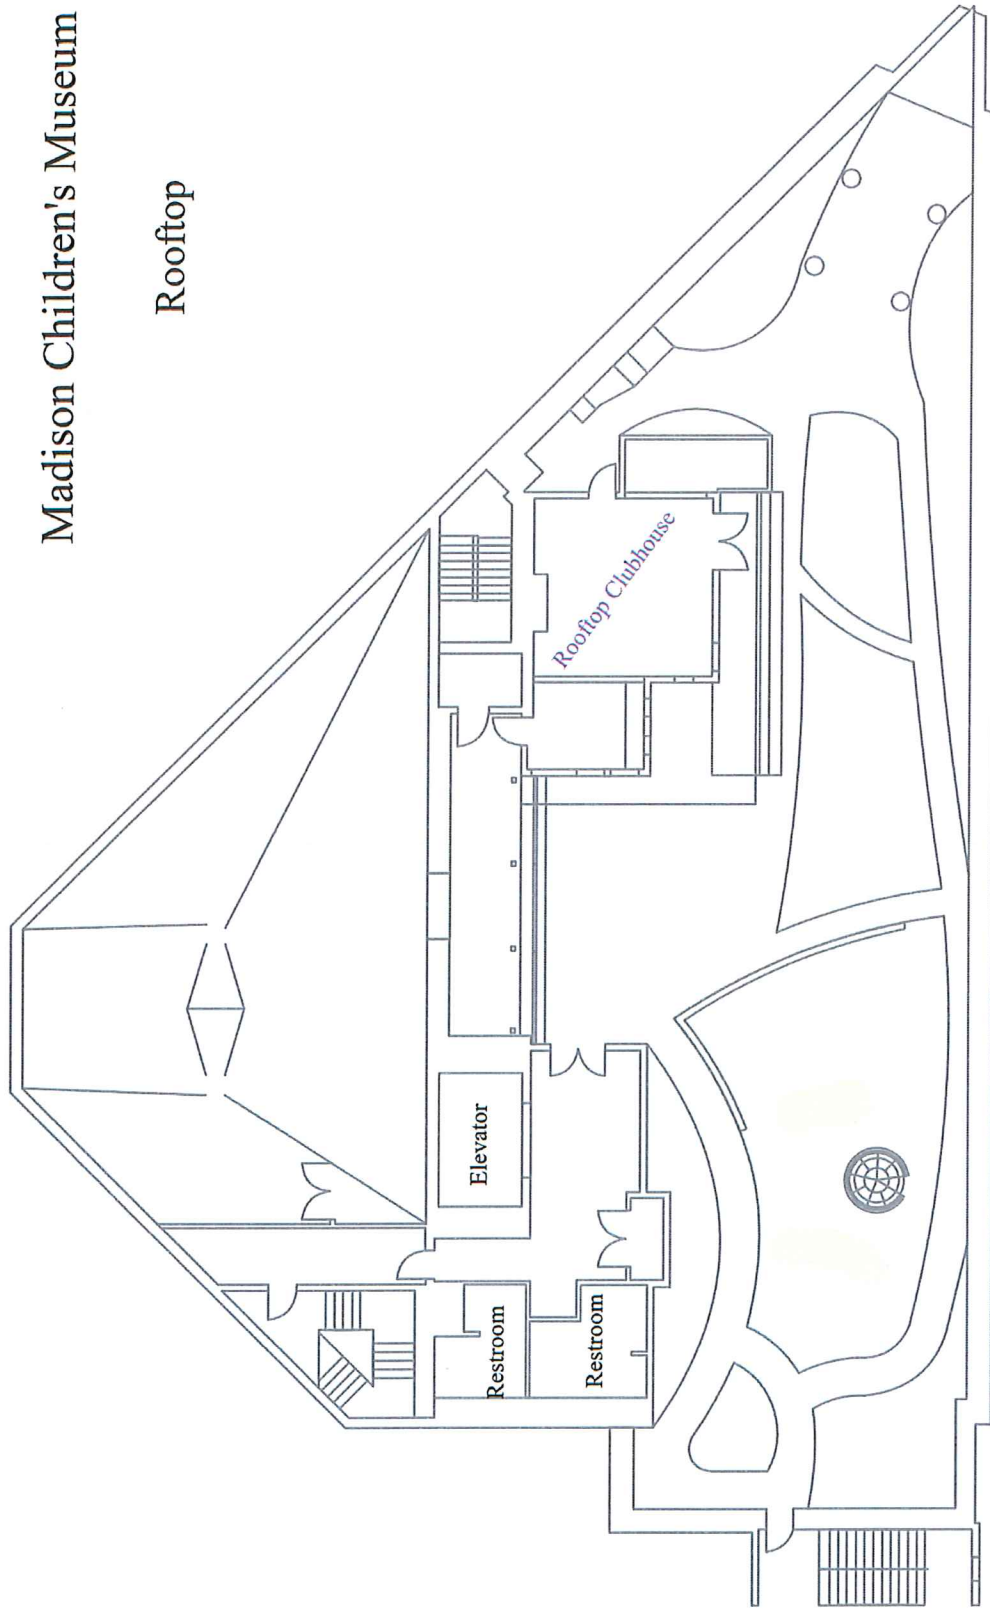 Madison Children's Museum
Rooftop
Rooftop Clubhouse
Elevator
Restroom
Restroom